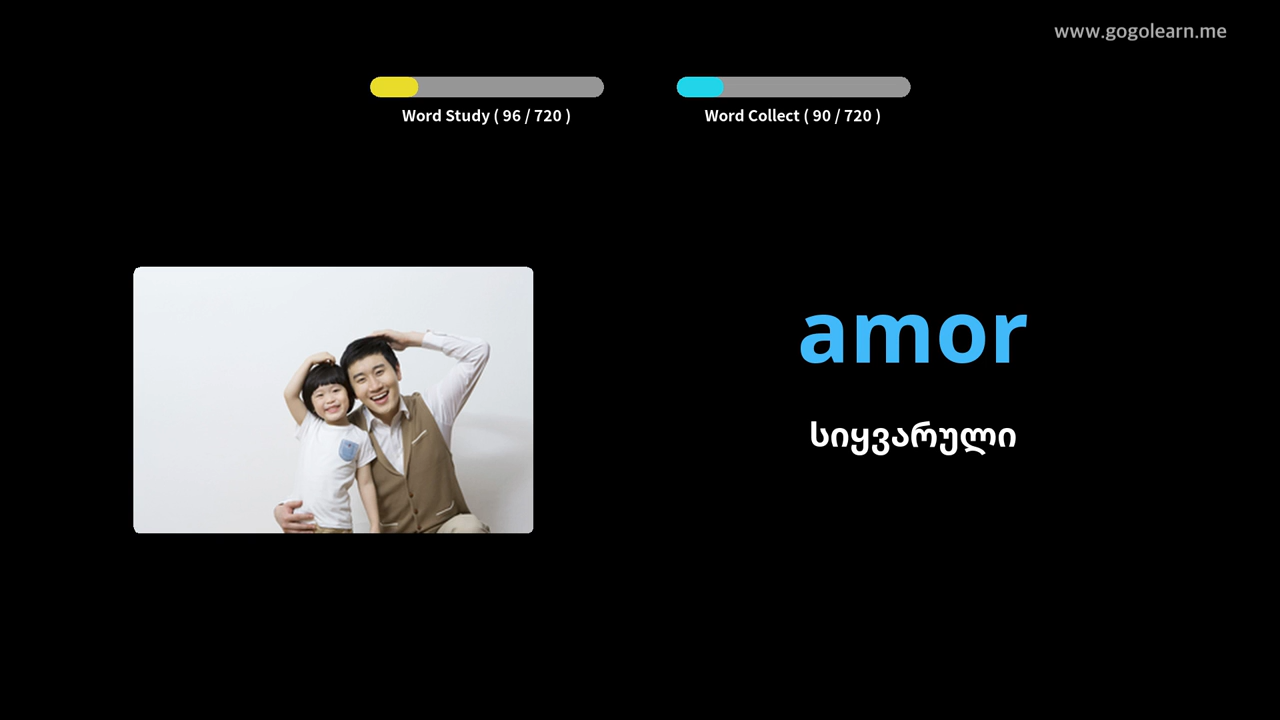 www.gogolearn.me
Word Study ( 96 / 720 )
Word Collect ( 90 / 720 )
amor
სიყვარული